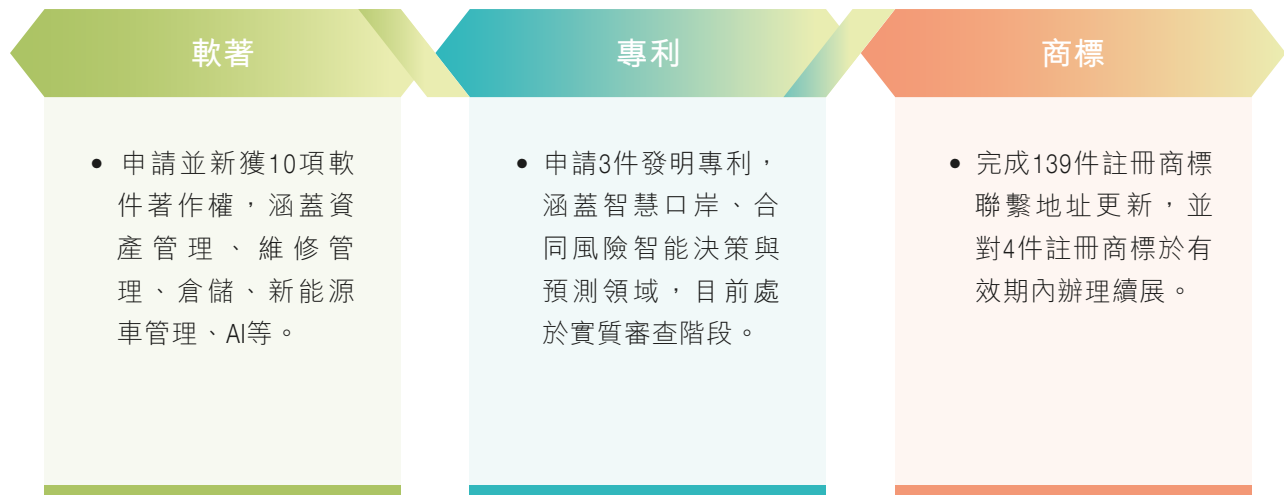 軟著
• 申請並新獲10項軟
件著作權，涵蓋資
產管理、維修管
理、倉儲、新能源
車管理、AI等。
專利
• 申請3件發明專利，
涵蓋智慧口岸、合
同風險智能決策與
預測領域，目前處
於實質審查階段。
商標
• 完成139件註冊商標
聯繫地址更新，並
對4件註冊商標於有
效期內辦理續展。